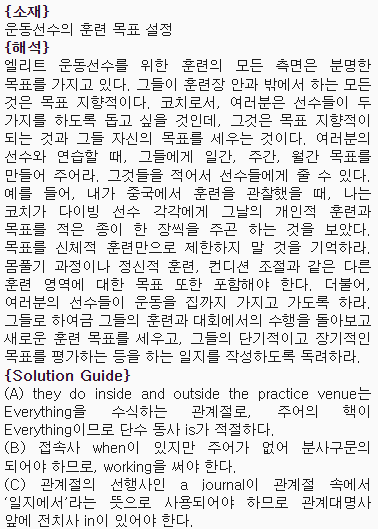 {소재}
운동선수의 훈련 목표 설정
{해석}
엘리트 운동선수를 위한 훈련의 모든 측면은 분명한
목표를 가지고 있다. 그들이 훈련장 안과 밖에서 하는 모든
것은 목표 지향적이다. 코치로서, 여러분은 선수들이 두
가지를 하도록 돕고 싶을 것인데, 그것은 목표 지향적이
되는 것과 그들 자신의 목표를 세우는 것이다. 여러분의
선수와 연습할 때, 그들에게 일간, 주간, 월간 목표를
만들어 주어라. 그것들을 적어서 선수들에게 줄 수 있다.
예를 들어, 내가 중국에서 훈련을 관찰했을 때, 나는
코치가 다이빙 선수 각각에게 그날의 개인적 훈련과
목표를 적은 종이 한 장씩을 주곤 하는 것을 보았다.
목표를 신체적 훈련만으로 제한하지 말 것을 기억하라.
몸풀기 과정이나 정신적 훈련, 컨디션 조절과 같은 다른
훈련 영역에 대한 목표 또한 포함해야 한다. 더불어,
여러분의 선수들이 운동을 집까지 가지고 가도록 하라.
그들로 하여금 그들의 훈련과 대회에서의 수행을 돌아보고
새로운 훈련 목표를 세우고, 그들의 단기적이고 장기적인
목표를 평가하는 등을 하는 일지를 작성하도록 독려하라.
{Solution Guide}
(A) they do inside and outside the practice venue는
Everything을 수식하는 관계절로, 주어의 핵이
Everything이므로 단수 동사 is가 적절하다.
(B) 접속사 when이 있지만 주어가 없어 분사구문의
되어야 하므로, working을 써야 한다.
(C) 관계절의 선행사인 a journal이 관계절 속에서
'일지에서'라는 뜻으로 사용되어야 하므로 관계대명사
앞에 전치사 in이 있어야 한다.